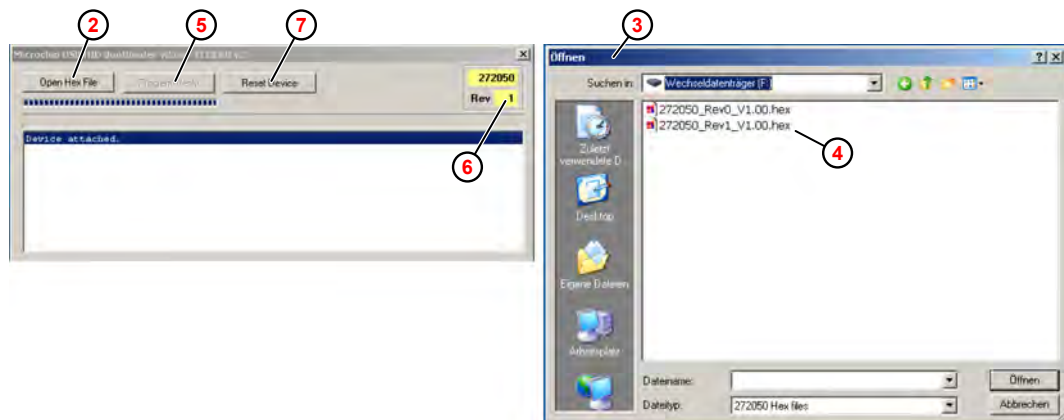 2
5
7
3
Open Hex File
Reset Device
272050
Rev 1
6
Device attached.
Öffnen
Suchen in:
Wechseldatenträger (F:)
272050_Rev0_V1.00.hex
272050_Rev1_V1.00.hex
4
Zuletzt
verwendete D...
Desktop
Eigene Dateien
Arbeitsplatz
Dateiname:
Öffnen
Dateityp:
272050 Hex files
Abbrechen